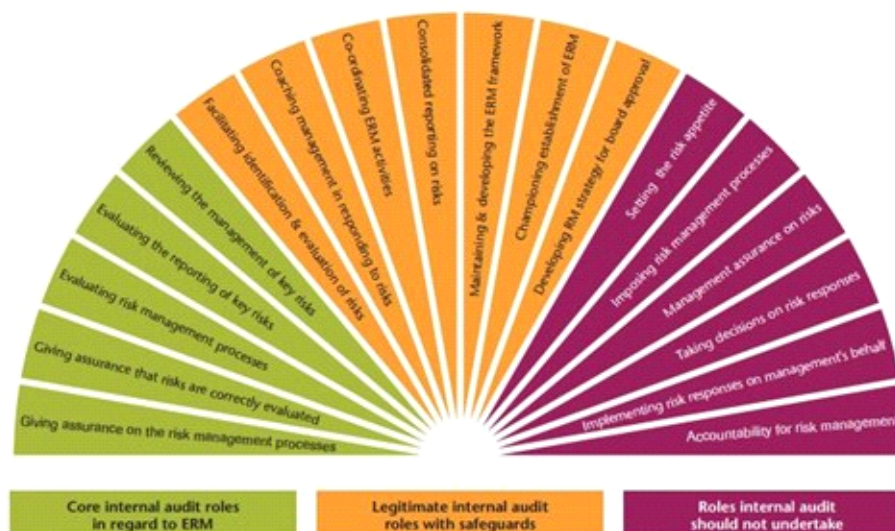 Giving assurance on the risk management processes
Giving assurance that risks are correctly evaluated
Evaluating risk management processes
Evaluating the reporting of key risks
Reviewing the management of key risks
Facilitating identification & evaluation of risks
Coaching management in responding to risks
Co-ordinating ERM activities
Consolidated reporting on risks
Maintaining & developing the ERM framework
Championing establishment of ERM
Developing RM strategy for board approval
Setting the risk appetite
Imposing risk management processes
Management assurance on risks
Taking decisions on risk responses
Implementing risk responses on management's behalf
Accountability for risk management
Core internal audit roles
in regard to ERM
Legitimate internal audit
roles with safeguards
Roles internal audit
should not undertake